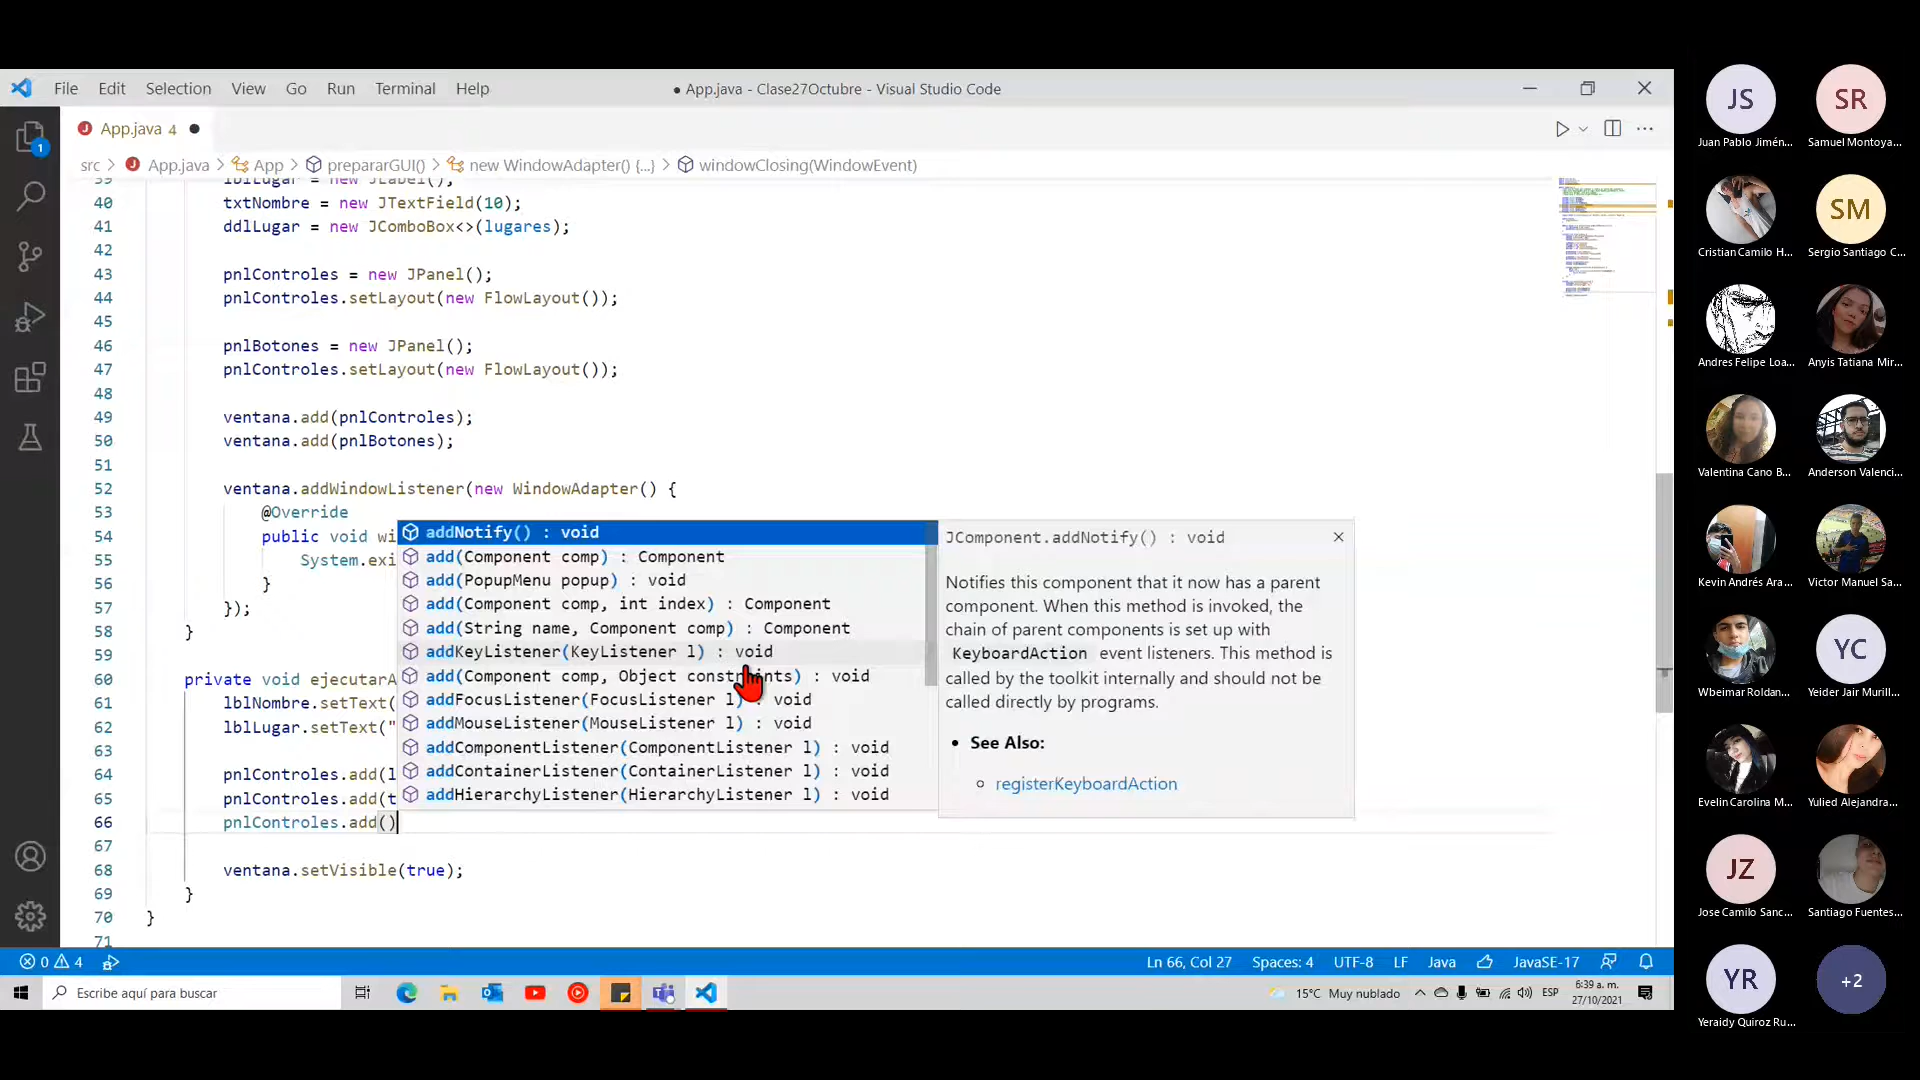 File Edit Selection View Go Run Terminal Help
● App.java - Clase27Octubre - Visual Studio Code
App.java 4 ●
src > App.java > App > prepararGUI() > new WindowAdapter() {...} > windowClosing(WindowEvent)
39 lblLugar = new JLabel();
40 txtNombre = new JTextField(10);
41 ddlLugar = new JComboBox<>(lugares);
42
43 pnlControles = new JPanel();
44 pnlControles.setLayout(new FlowLayout());
45
46 pnlBotones = new JPanel();
47 pnlControles.setLayout(new FlowLayout());
48
49 ventana.add(pnlControles);
50 ventana.add(pnlBotones);
51
52 ventana.addWindowListener(new WindowAdapter() {
53 @Override
54 public void wi
55 System.exi
56 }
57 });
58 }
59
60 private void ejecutarA
61 lblNombre.setText(
62 lblLugar.setText("
63
64 pnlControles.add(l
65 pnlControles.add(t
66 pnlControles.add()
67
68 ventana.setVisible(true);
69 }
70 }
71
addNotify() : void
add(Component comp) : Component
add(PopupMenu popup) : void
add(Component comp, int index) : Component
add(String name, Component comp) : Component
addKeyListener(KeyListener l) : void
add(Component comp, Object constraints) : void
addFocusListener(FocusListener l) : void
addMouseListener(MouseListener l) : void
addComponentListener(ComponentListener l) : void
addContainerListener(ContainerListener l) : void
addHierarchyListener(HierarchyListener l) : void
JComponent.addNotify() : void
Notifies this component that it now has a parent
component. When this method is invoked, the
chain of parent components is set up with
KeyboardAction event listeners. This method is
called by the toolkit internally and should not be
called directly by programs.
• See Also:
registerKeyboardAction
1
0 4
Ln 66, Col 27 Spaces: 4 UTF-8 LF Java JavaSE-17
Escribe aquí para buscar
15°C Muy nublado
ESP
6:39 a. m.
27/10/2021
JS
Juan Pablo Jimén...
SR
Samuel Montoya...
Cristian Camilo H...
SM
Sergio Santiago C...
Andres Felipe Loa...
Anyis Tatiana Mir...
Valentina Cano B...
Anderson Valenci...
Kevin Andrés Ara...
Victor Manuel Sa...
Wbeimar Roldan...
YC
Yeider Jair Murill...
Evelin Carolina M...
Yulied Alejandra...
JZ
Jose Camilo Sanc...
Santiago Fuentes...
YR
Yeraidy Quiroz Ru...
+2